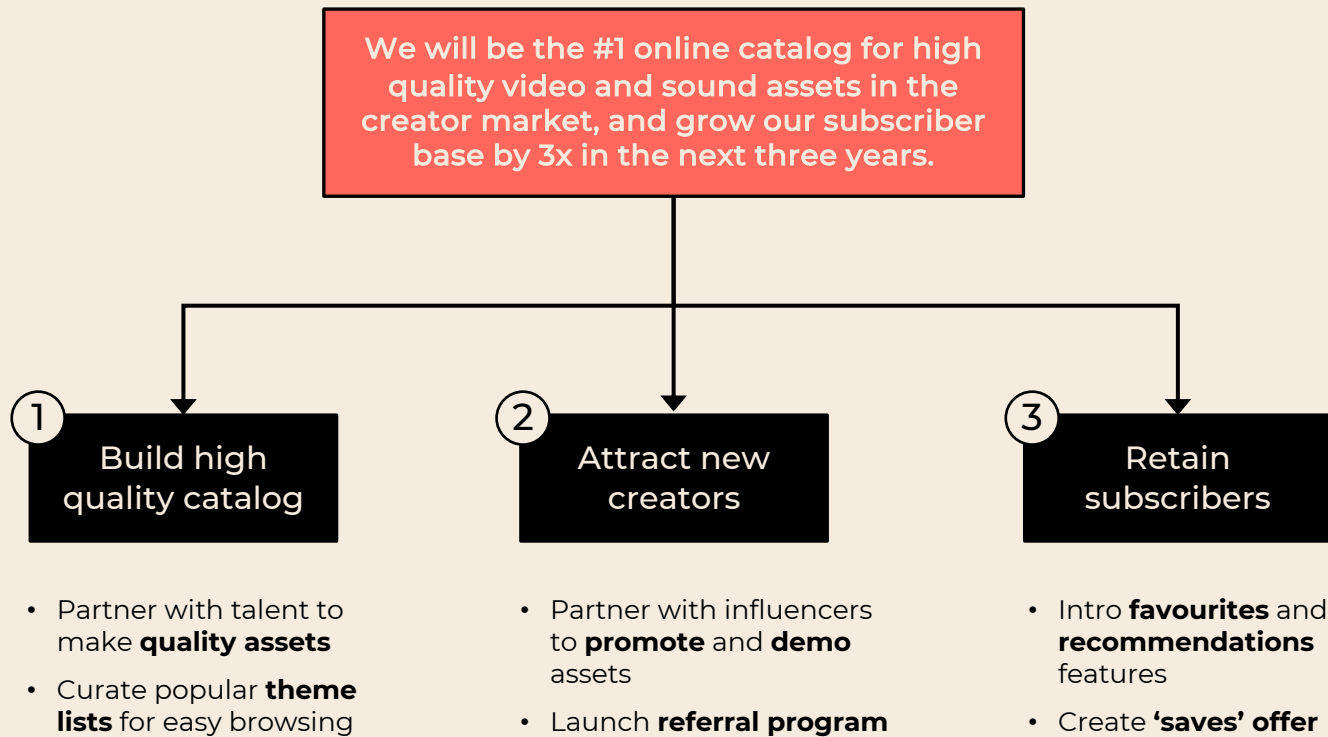 We will be the #1 online catalog for high
quality video and sound assets in the
creator market, and grow our subscriber
base by 3x in the next three years.
1
Build high
quality catalog
• Partner with talent to
make quality assets
• Curate popular theme
lists for easy browsing
2
Attract new
creators
• Partner with influencers
to promote and demo
assets
• Launch referral program
3
Retain
subscribers
• Intro favourites and
recommendations
features
• Create ‘saves’ offer